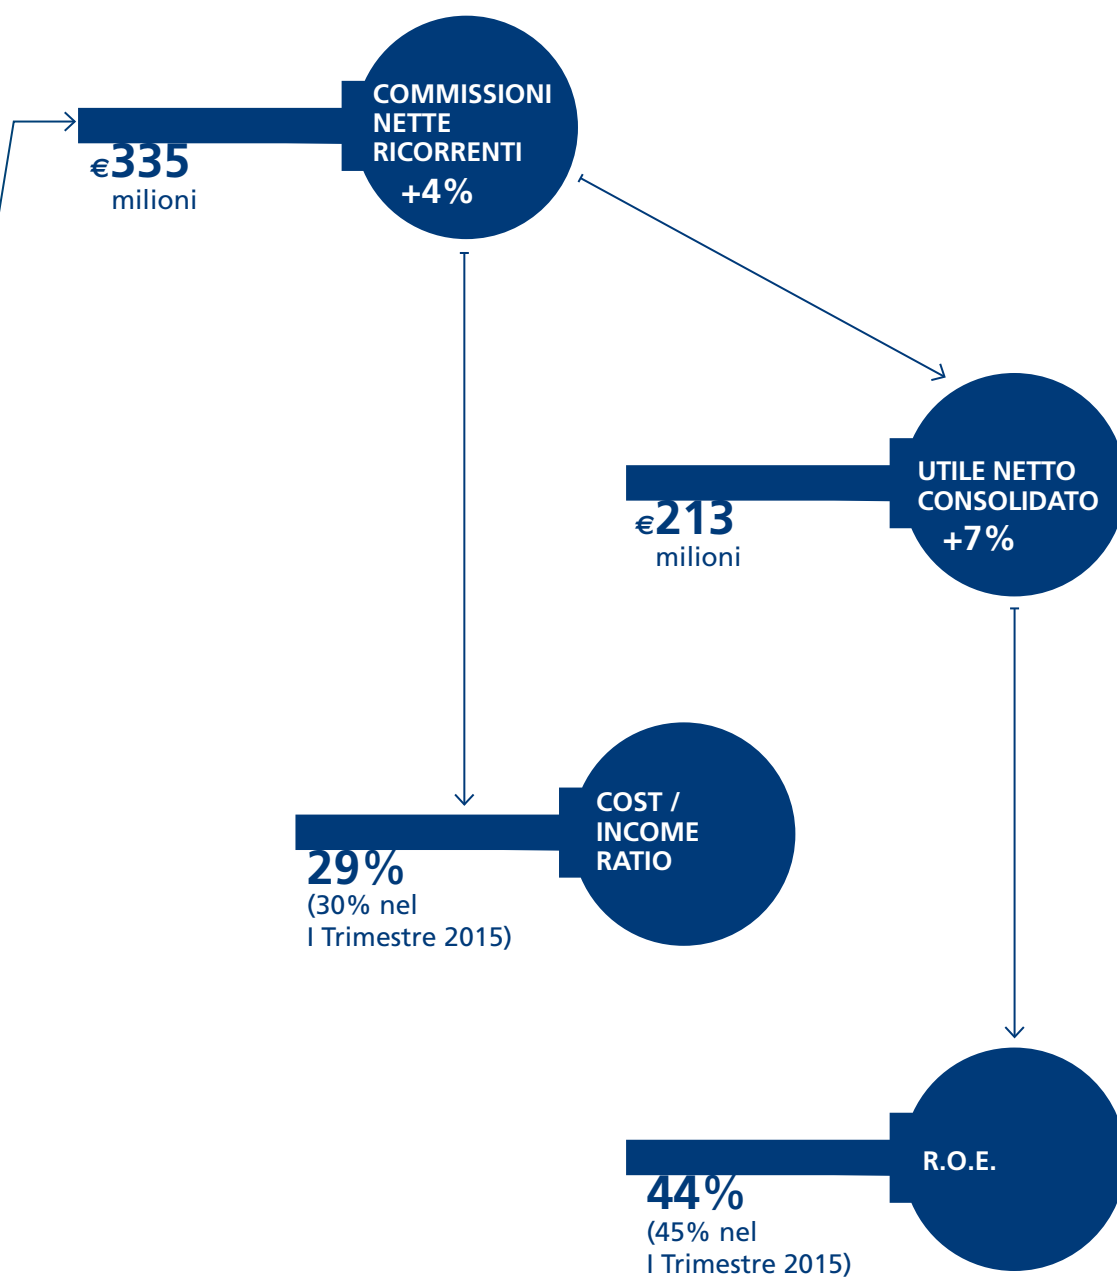 COMMISSIONI
NETTE
RICORRENTI
+4%
€335
milioni
UTILE NETTO
CONSOLIDATO
+7%
€213
milioni
COST /
INCOME
RATIO
29%
(30% nel
I Trimestre 2015)
R.O.E.
44%
(45% nel
I Trimestre 2015)